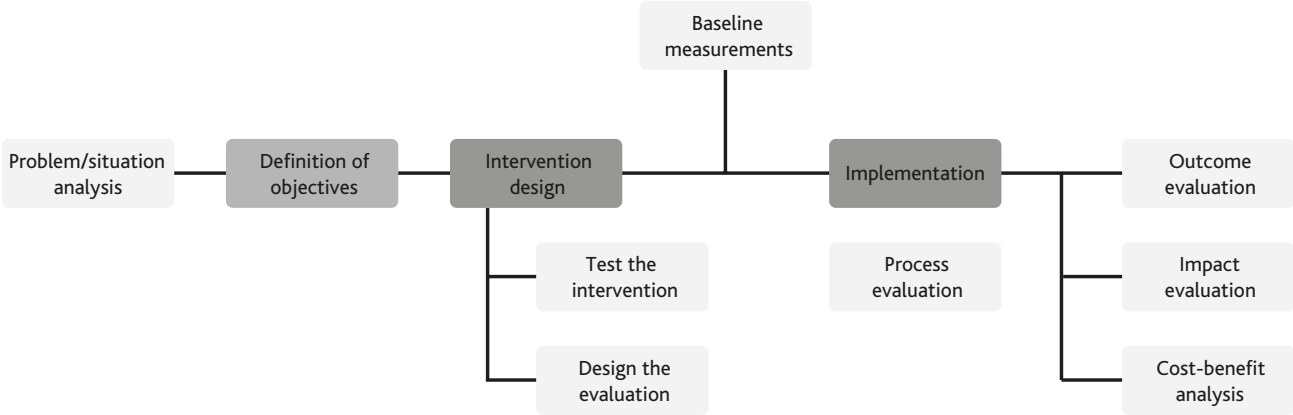 Baseline
measurements
Problem/situation
analysis
Definition of
objectives
Intervention
design
Implementation
Outcome
evaluation
Test the
intervention
Process
evaluation
Impact
evaluation
Design the
evaluation
Cost-benefit
analysis